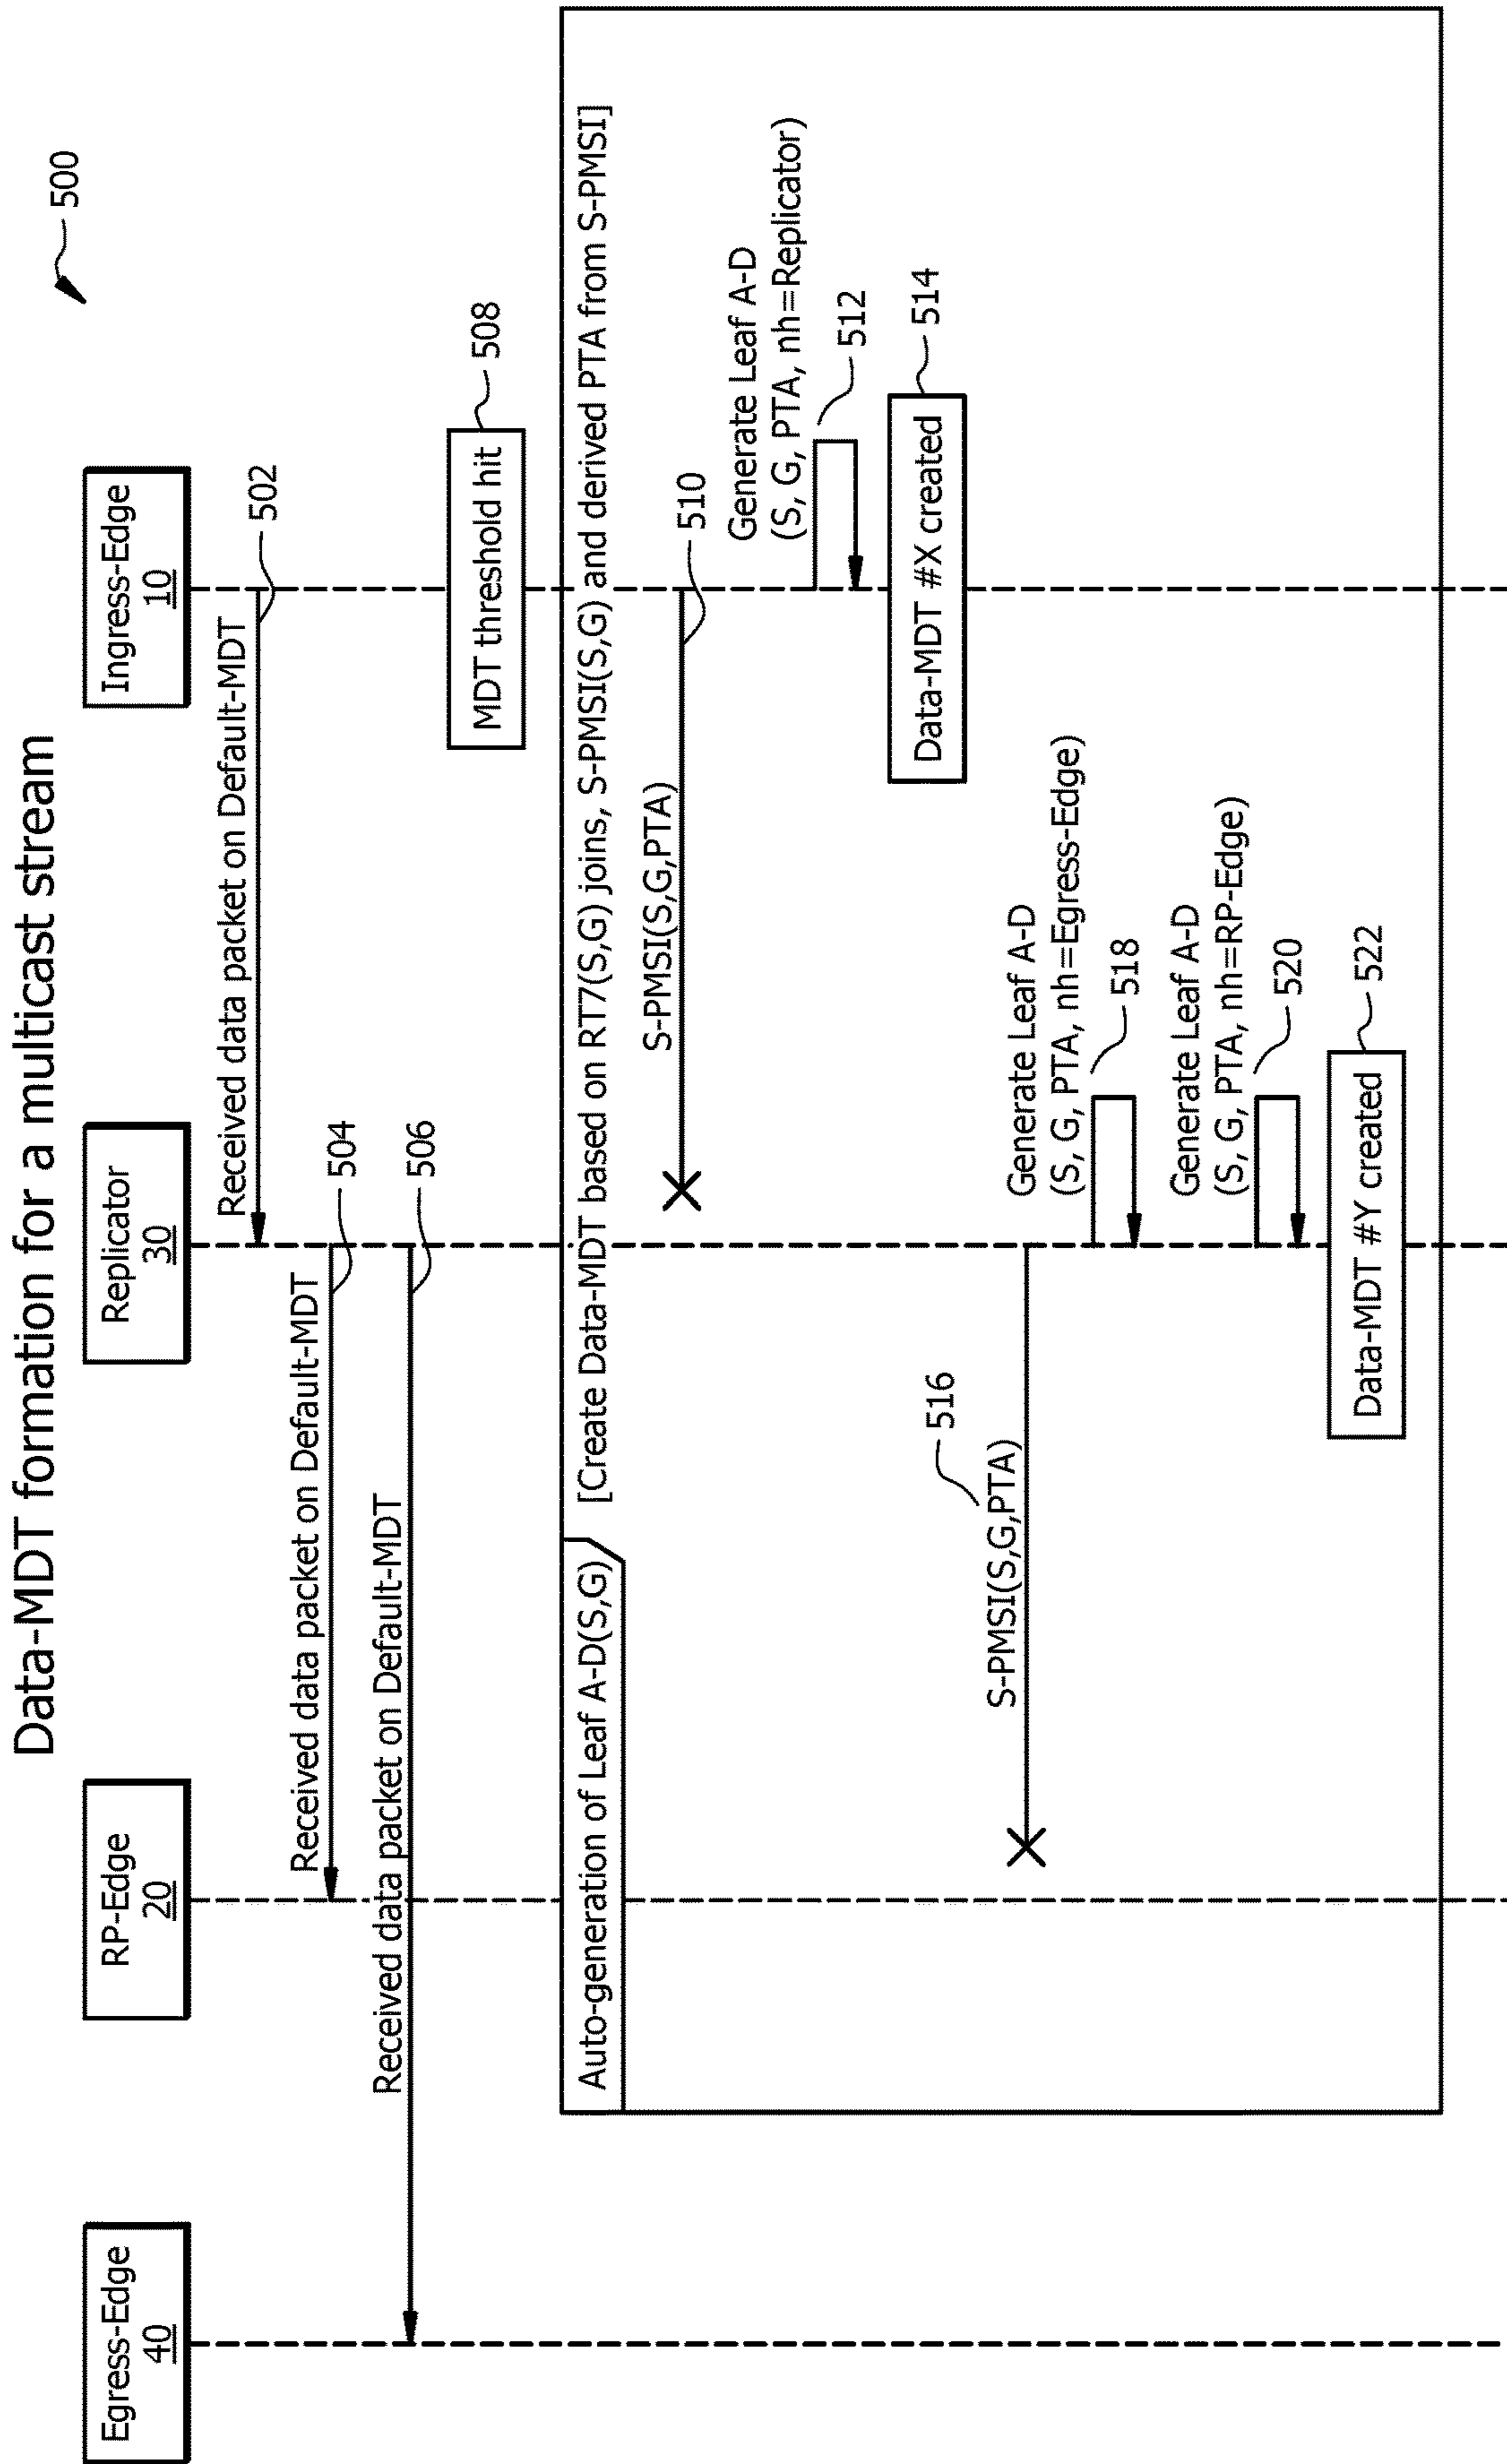 Data-MDT formation for a multicast stream
500
Egress-Edge
40
RP-Edge
20
Replicator
30
Ingress-Edge
10
Received data packet on Default-MDT
502
Received data packet on Default-MDT
504
Received data packet on Default-MDT
506
MDT threshold hit
508
Auto-generation of Leaf A-D(S,G)
[Create Data-MDT based on RT7(S,G) joins, S-PMSI(S,G) and derived PTA from S-PMSI]
S-PMSI(S,G,PTA)
510
Generate Leaf A-D
(S, G, PTA, nh=Replicator)
512
Data-MDT #X created
514
S-PMSI(S,G,PTA)
516
Generate Leaf A-D
(S, G, PTA, nh=Egress-Edge)
518
Generate Leaf A-D
(S, G, PTA, nh=RP-Edge)
520
Data-MDT #Y created
522